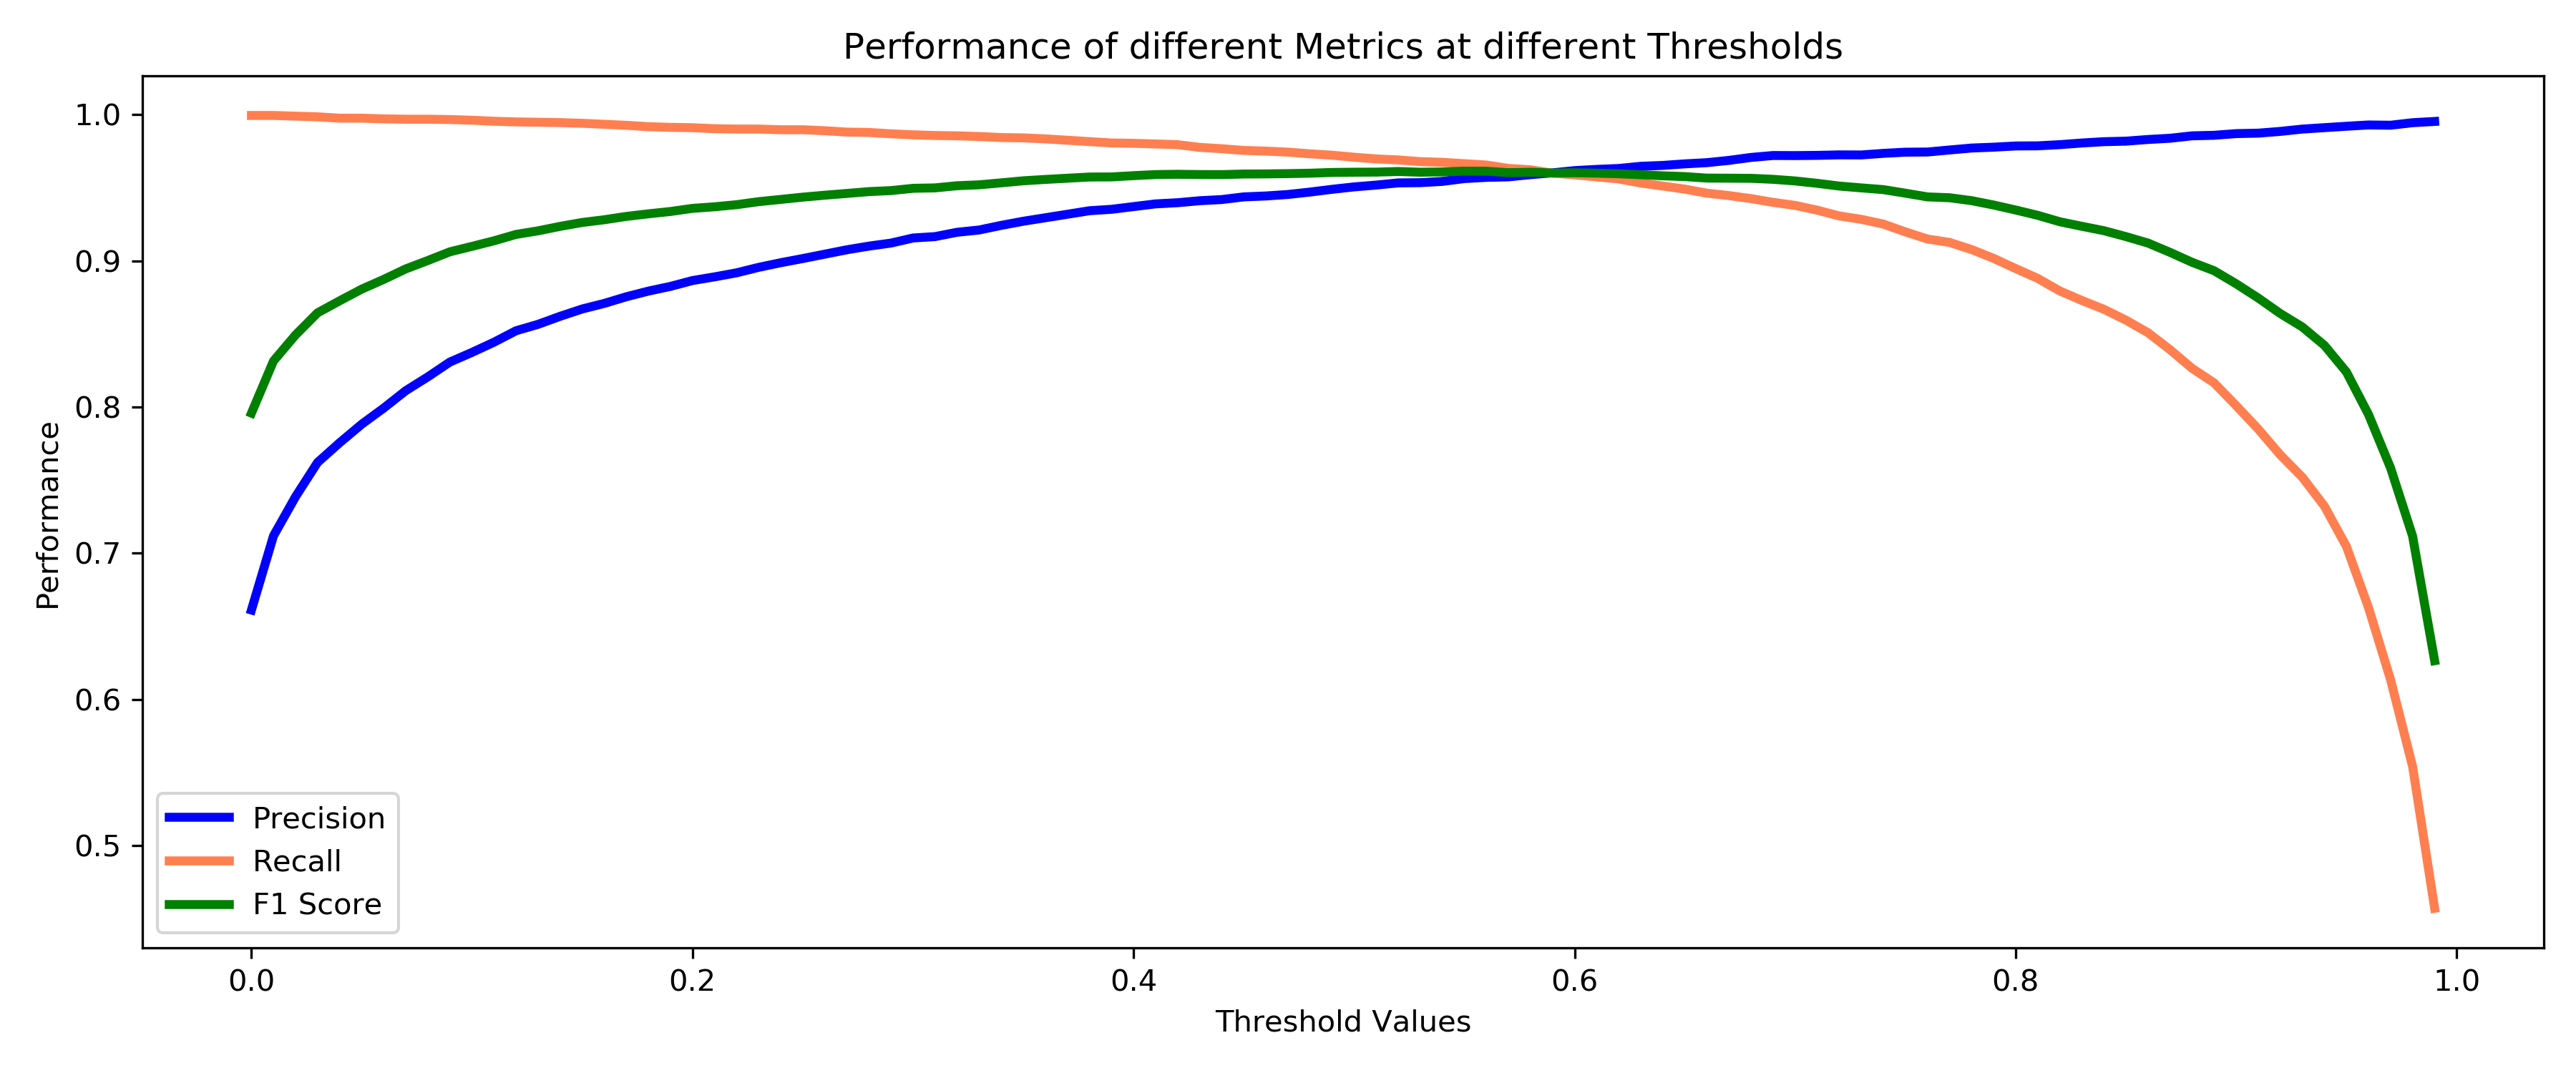 Performance of different Metrics at different Thresholds
1.0
0.9
0.8
0.7
0.6
0.5
Performance
Precision
Recall
F1 Score
0.0 0.2 0.4 0.6 0.8 1.0
Threshold Values